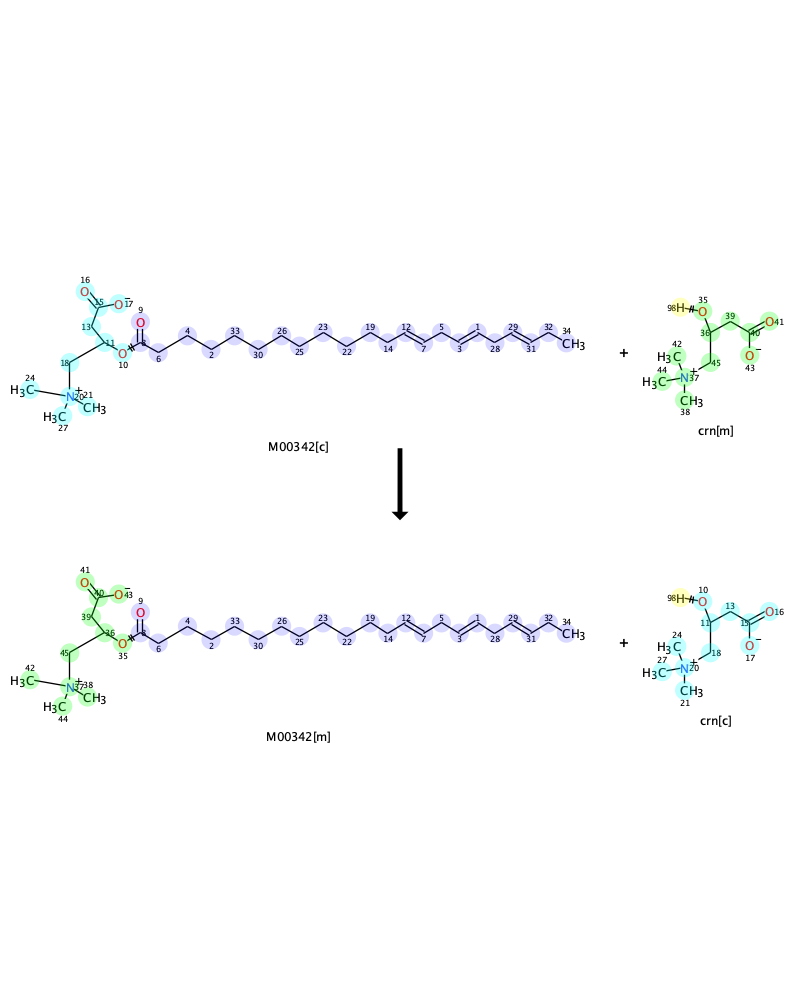 16
15 O 17 −
O
9
13
O
11
10
8
4
33
26
23
19
12
5
1
29
32
34
6
2
30
25
22
14
7
3
28
31
CH3
18
24
H3C
N+
20
21
CH3
H3C
27
M00342[c]
+
98 H
35
O
39
O 41
36
40
42
O −
43
H3C
45
44
H3C
N+
37
CH3
38
crn[m]
41
O
40 O 43 −
9
O
39
36
O
35
8
4
33
26
23
19
12
5
1
29
32
34
6
2
30
25
22
14
7
3
28
31
CH3
45
42
H3C
N+
37
38
CH3
H3C
44
M00342[m]
+
98 H
10
O
13
O 16
11
15
24
O −
17
H3C
18
27
H3C
N+
20
CH3
21
crn[c]